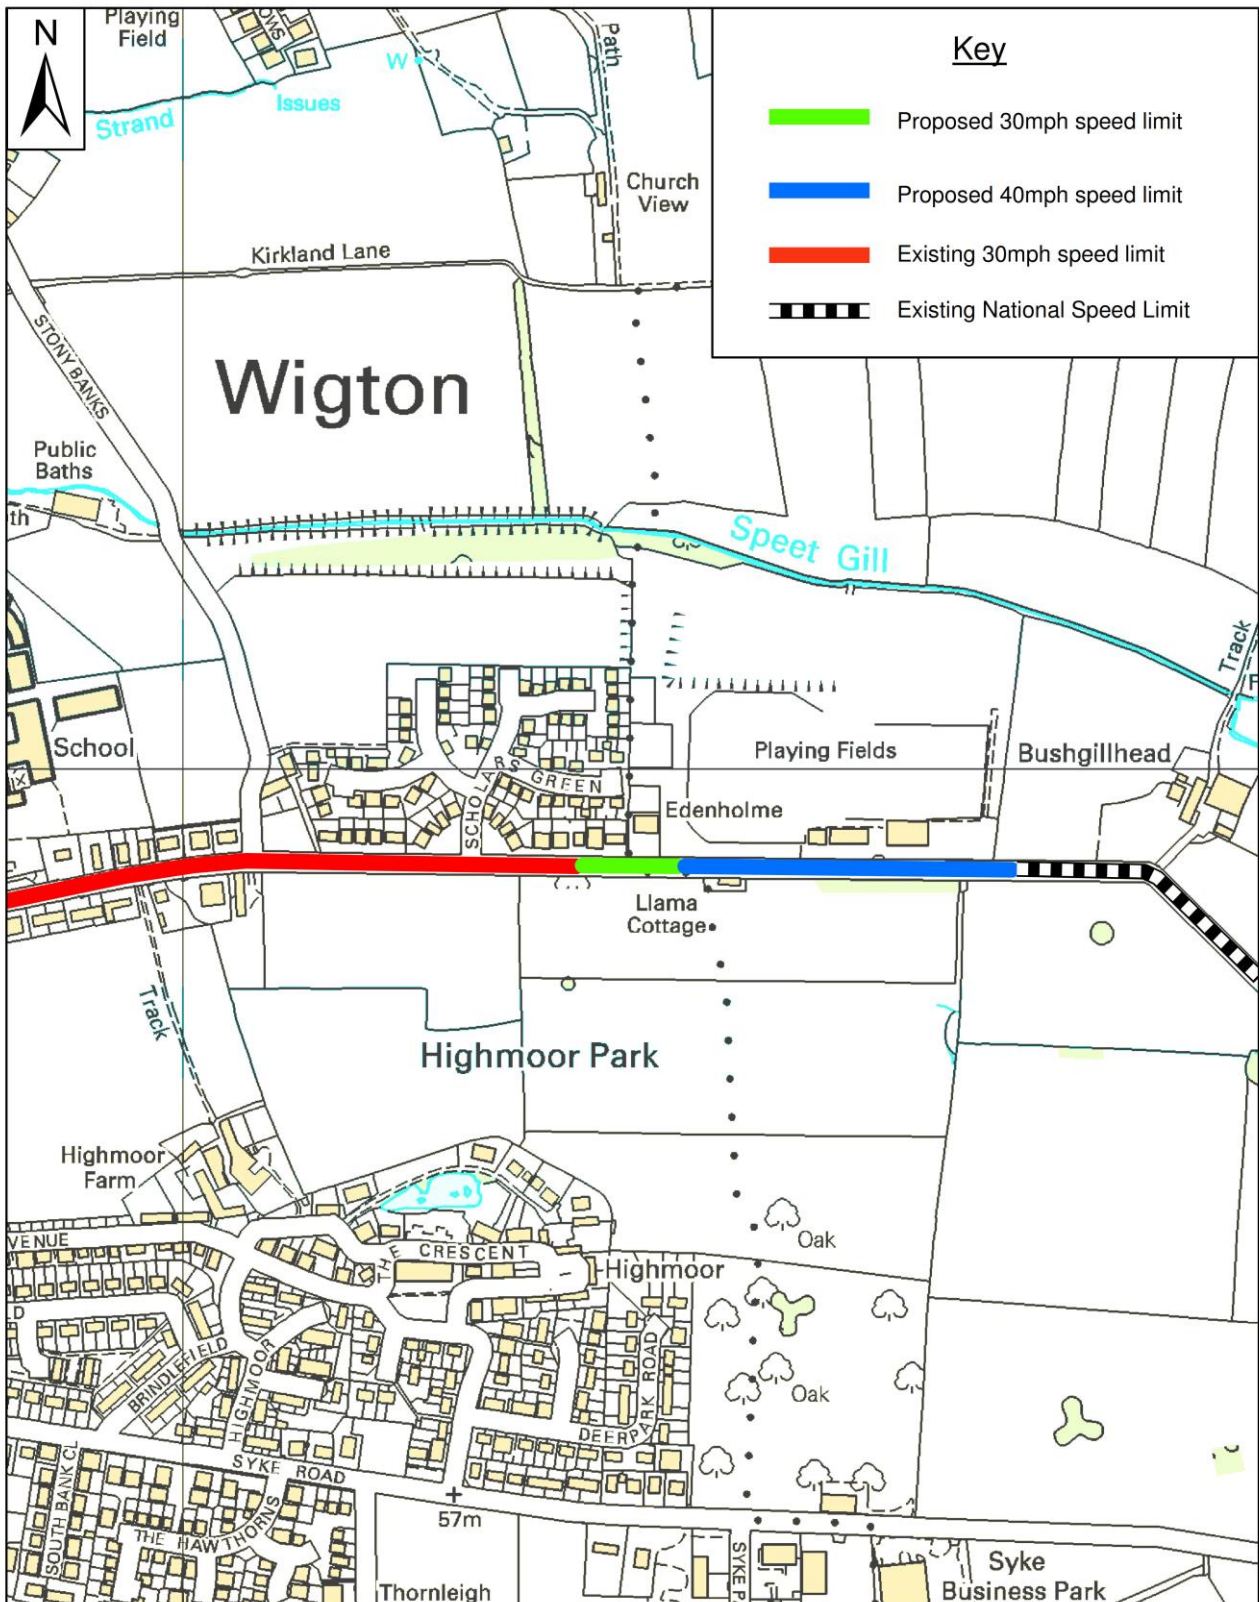 N
Playing
Field
OWS
Strand
Issues
W
Path
Church
View
Kirkland Lane
Key
Proposed 30mph speed limit
Proposed 40mph speed limit
Existing 30mph speed limit
Existing National Speed Limit
STONY BANKS
Wigton
Public
Baths
th
Speet Gill
Track
F
School
SCHOLARS GREEN
Playing Fields
Bushgillhead
Edenholme
Llama
Cottage
Track
Highmoor Park
Highmoor
Farm
VENUE
THE CRESCENT
Highmoor
Oak
D
BRINDLEFIELD
HIGHMOOR
DEERPARK ROAD
Oak
SYKE ROAD
SOUTH BANK CL
THE HAWTHORNS
57m
Thornleigh
SYKE P
Syke
Business Park